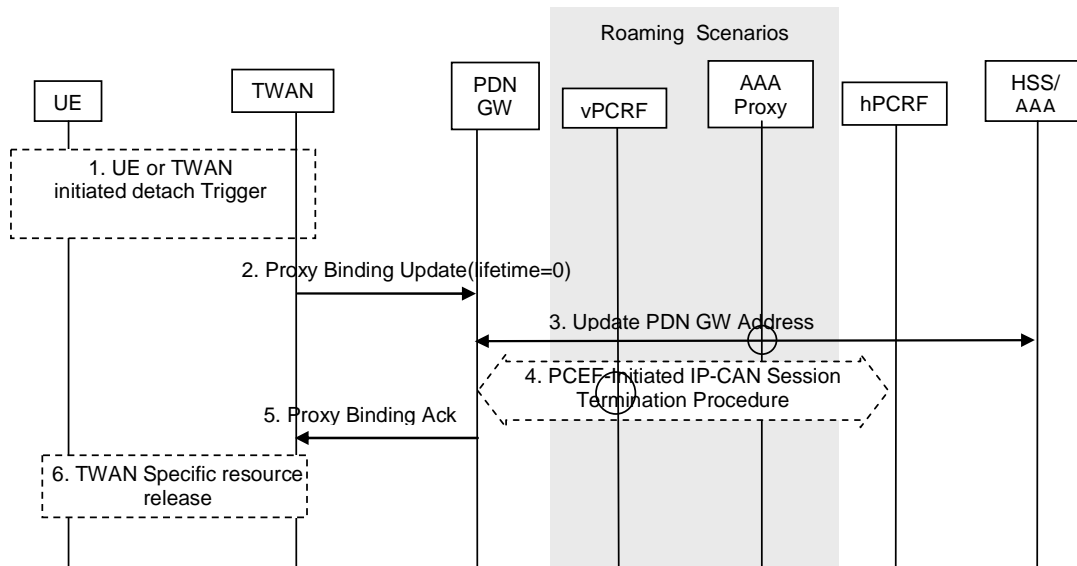 Roaming Scenarios
UE
TWAN
PDN
GW
vPCRF
AAA
Proxy
hPCRF
HSS/
AAA
1. UE or TWAN
initiated detach Trigger
2. Proxy Binding Update(lifetime=0)
3. Update PDN GW Address
4. PCEF-Initiated IP-CAN Session
Termination Procedure
5. Proxy Binding Ack
6. TWAN Specific resource
release